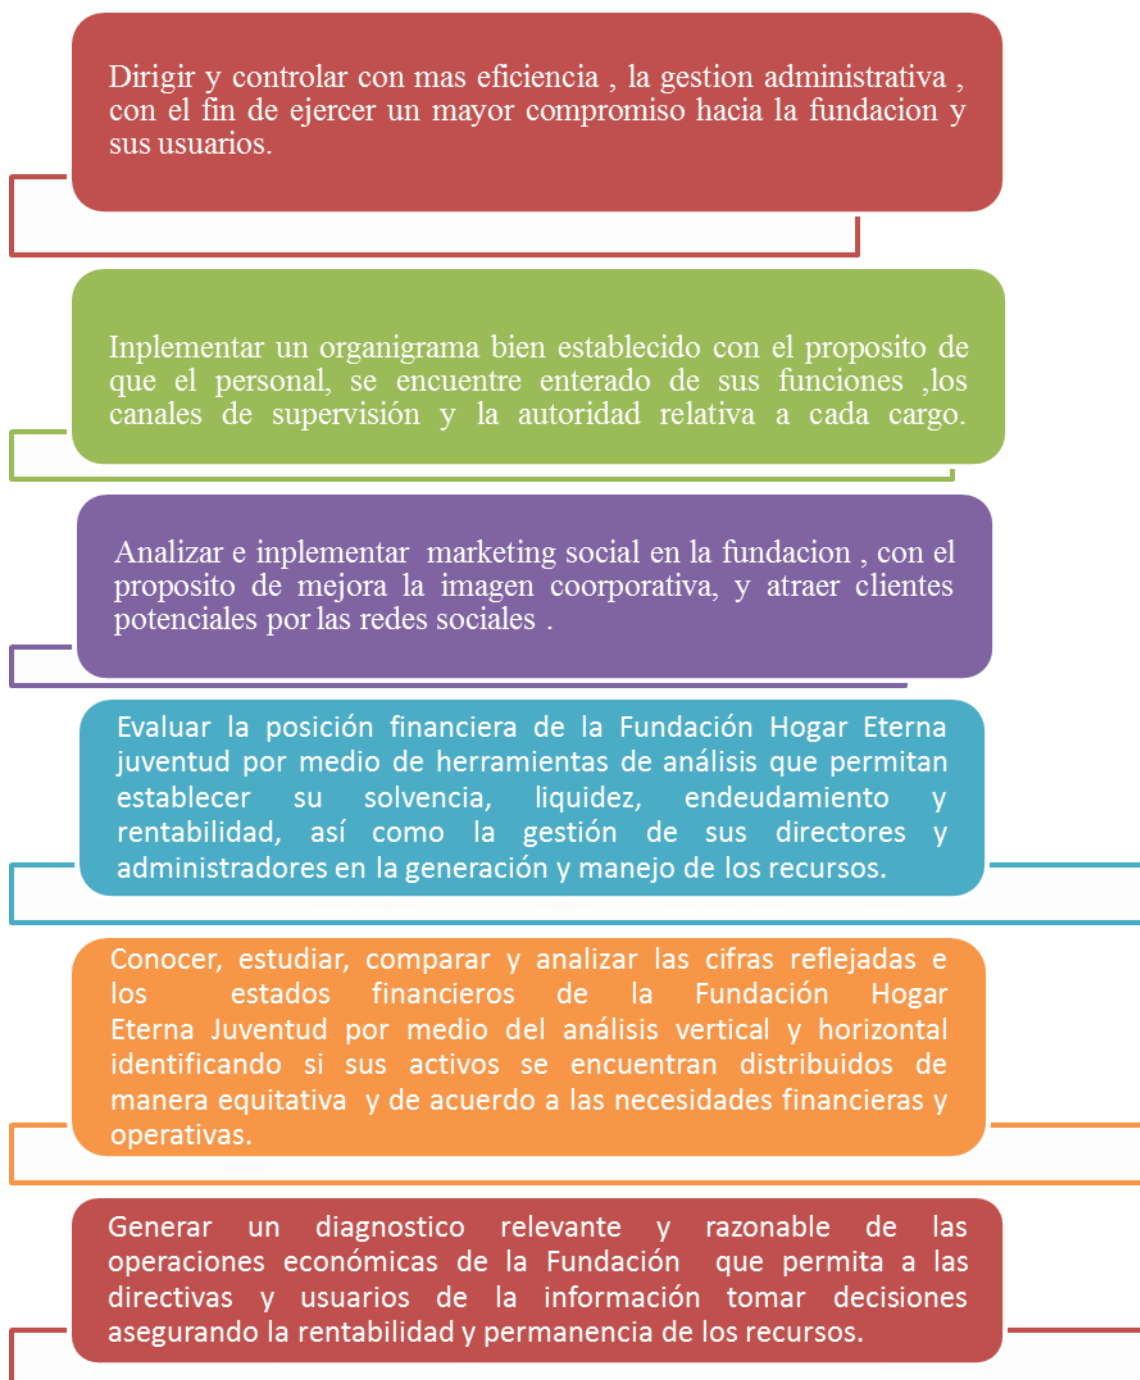 Dirigir y controlar con mas eficiencia , la gestion administrativa ,
con el fin de ejercer un mayor compromiso hacia la fundacion y
sus usuarios.
Inplementar un organigrama bien establecido con el proposito de
que el personal, se encuentre enterado de sus funciones ,los
canales de supervisión y la autoridad relativa a cada cargo.
Analizar e inplementar marketing social en la fundacion , con el
proposito de mejora la imagen coorporativa, y atraer clientes
potenciales por las redes sociales .
Evaluar la posición financiera de la Fundación Hogar Eterna
juventud por medio de herramientas de análisis que permitan
establecer su solvencia, liquidez, endeudamiento y
rentabilidad, así como la gestión de sus directores y
administradores en la generación y manejo de los recursos.
Conocer, estudiar, comparar y analizar las cifras reflejadas e
los estados financieros de la Fundación Hogar
Eterna Juventud por medio del análisis vertical y horizontal
identificando si sus activos se encuentran distribuidos de
manera equitativa y de acuerdo a las necesidades financieras y
operativas.
Generar un diagnostico relevante y razonable de las
operaciones económicas de la Fundación que permita a las
directivas y usuarios de la información tomar decisiones
asegurando la rentabilidad y permanencia de los recursos.